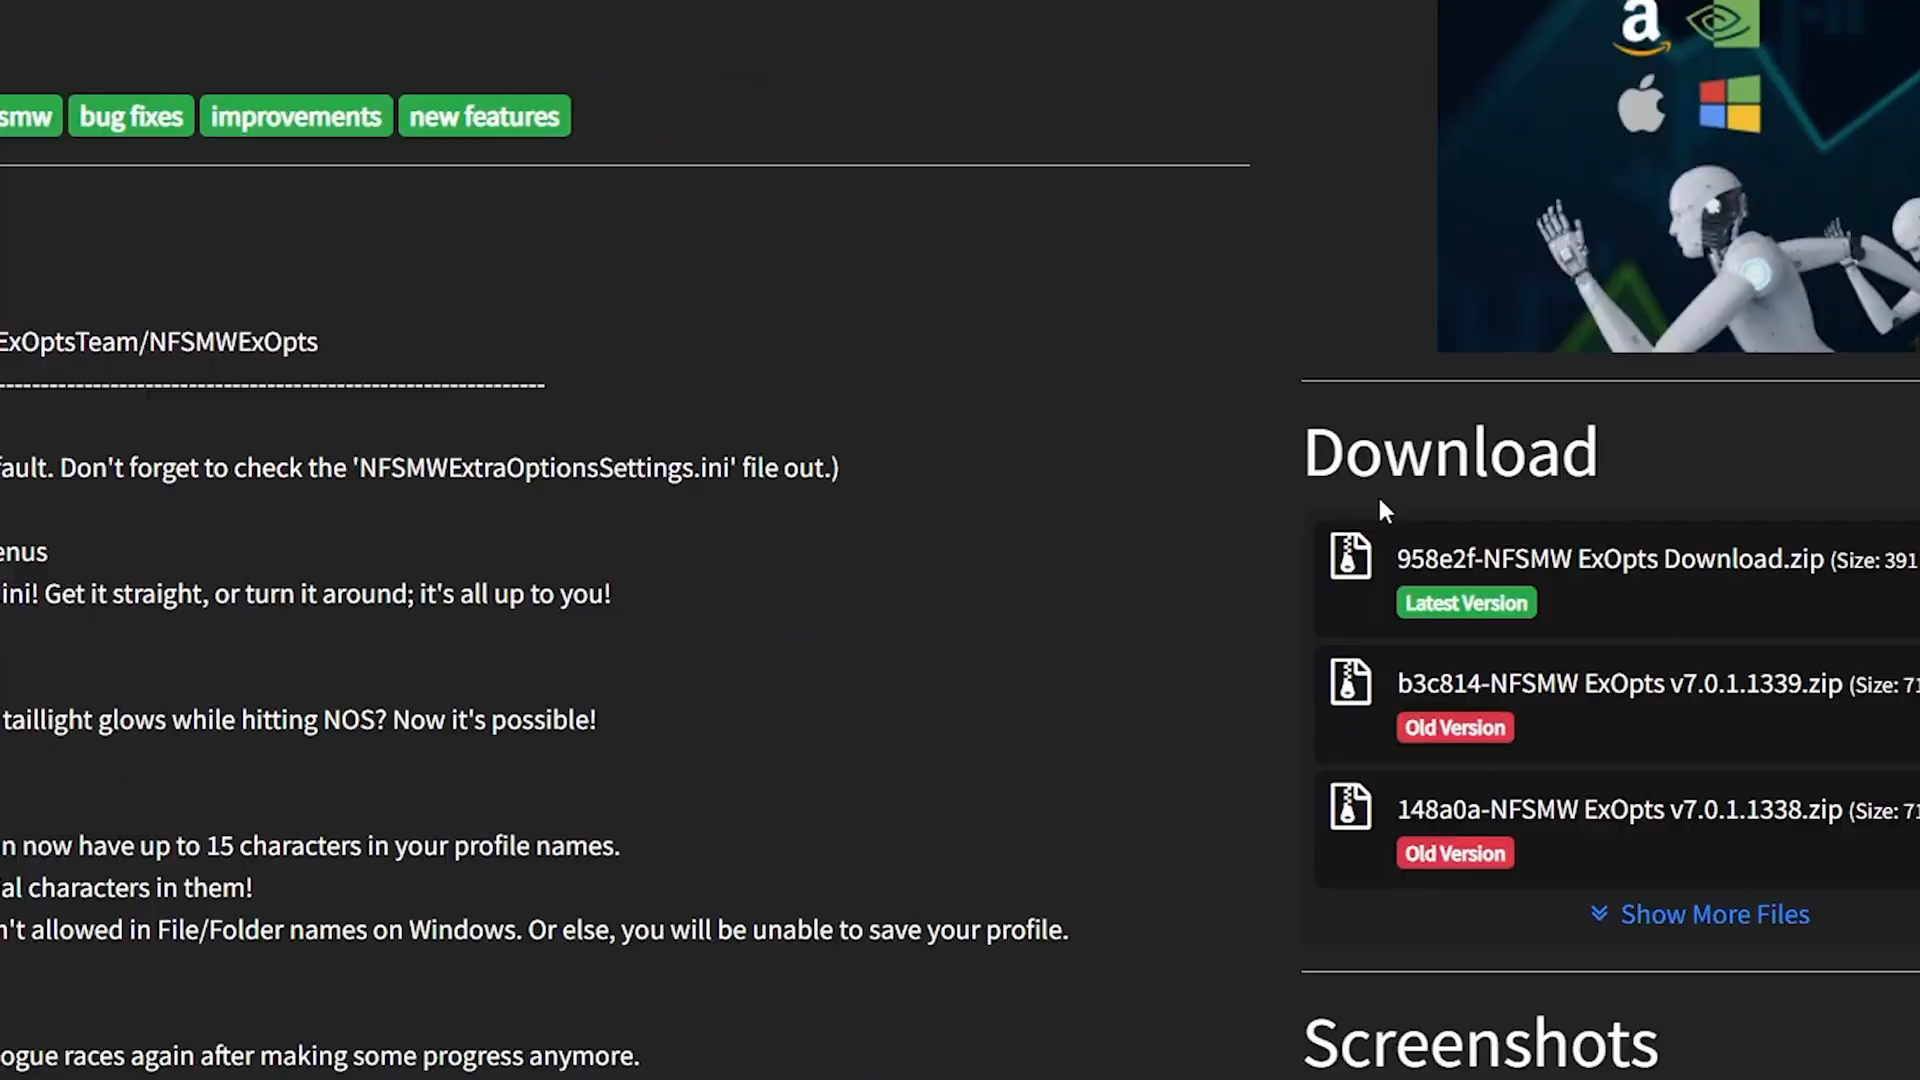 smw bug fixes improvements new features
ExOptsTeam/NFSMWExOpts
fault. Don't forget to check the 'NFSMWExtraOptionsSettings.ini' file out.)
enus
ini! Get it straight, or turn it around; it's all up to you!
taillight glows while hitting NOS? Now it's possible!
n now have up to 15 characters in your profile names.
al characters in them!
n't allowed in File/Folder names on Windows. Or else, you will be unable to save your profile.
ogue races again after making some progress anymore.
a
Download
958e2f-NFSMW ExOpts Download.zip (Size: 391
Latest Version
b3c814-NFSMW ExOpts v7.0.1.1339.zip (Size: 71
Old Version
148a0a-NFSMW ExOpts v7.0.1.1338.zip (Size: 71
Old Version
Show More Files
Screenshots